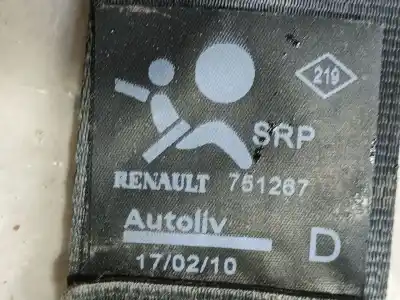 219
SRP
RENAULT 751267
Autoliv
D
17/02/10